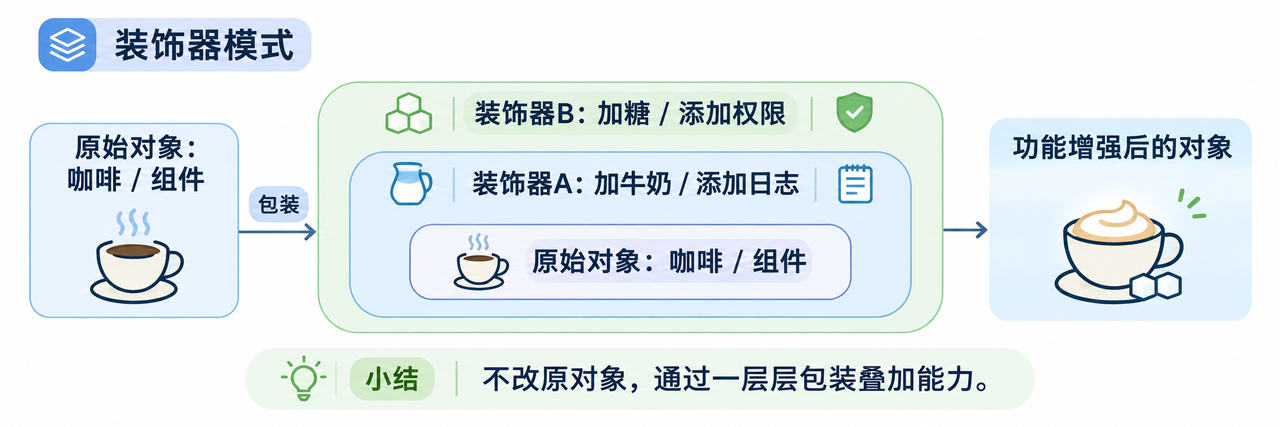 装饰器模式
原始对象：
咖啡 / 组件
包装
装饰器B：加糖 / 添加权限
装饰器A：加牛奶 / 添加日志
原始对象：咖啡 / 组件
功能增强后的对象
小结
不改原对象，通过一层层包装叠加能力。